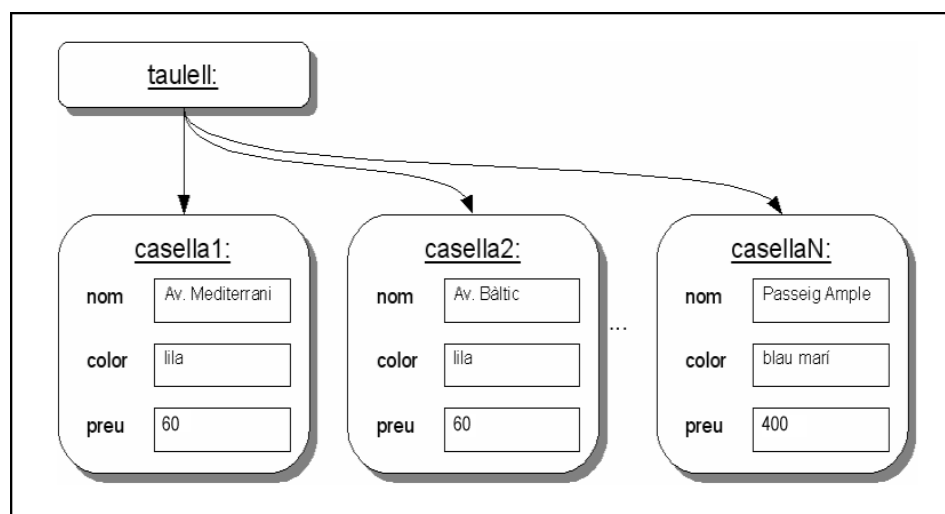 taulell:
casella1:
nom Av. Mediterrani
color lila
preu 60
casella2:
nom Av. Bàltic
color lila
preu 60
...
casellaN:
nom Passeig Ample
color blau marí
preu 400